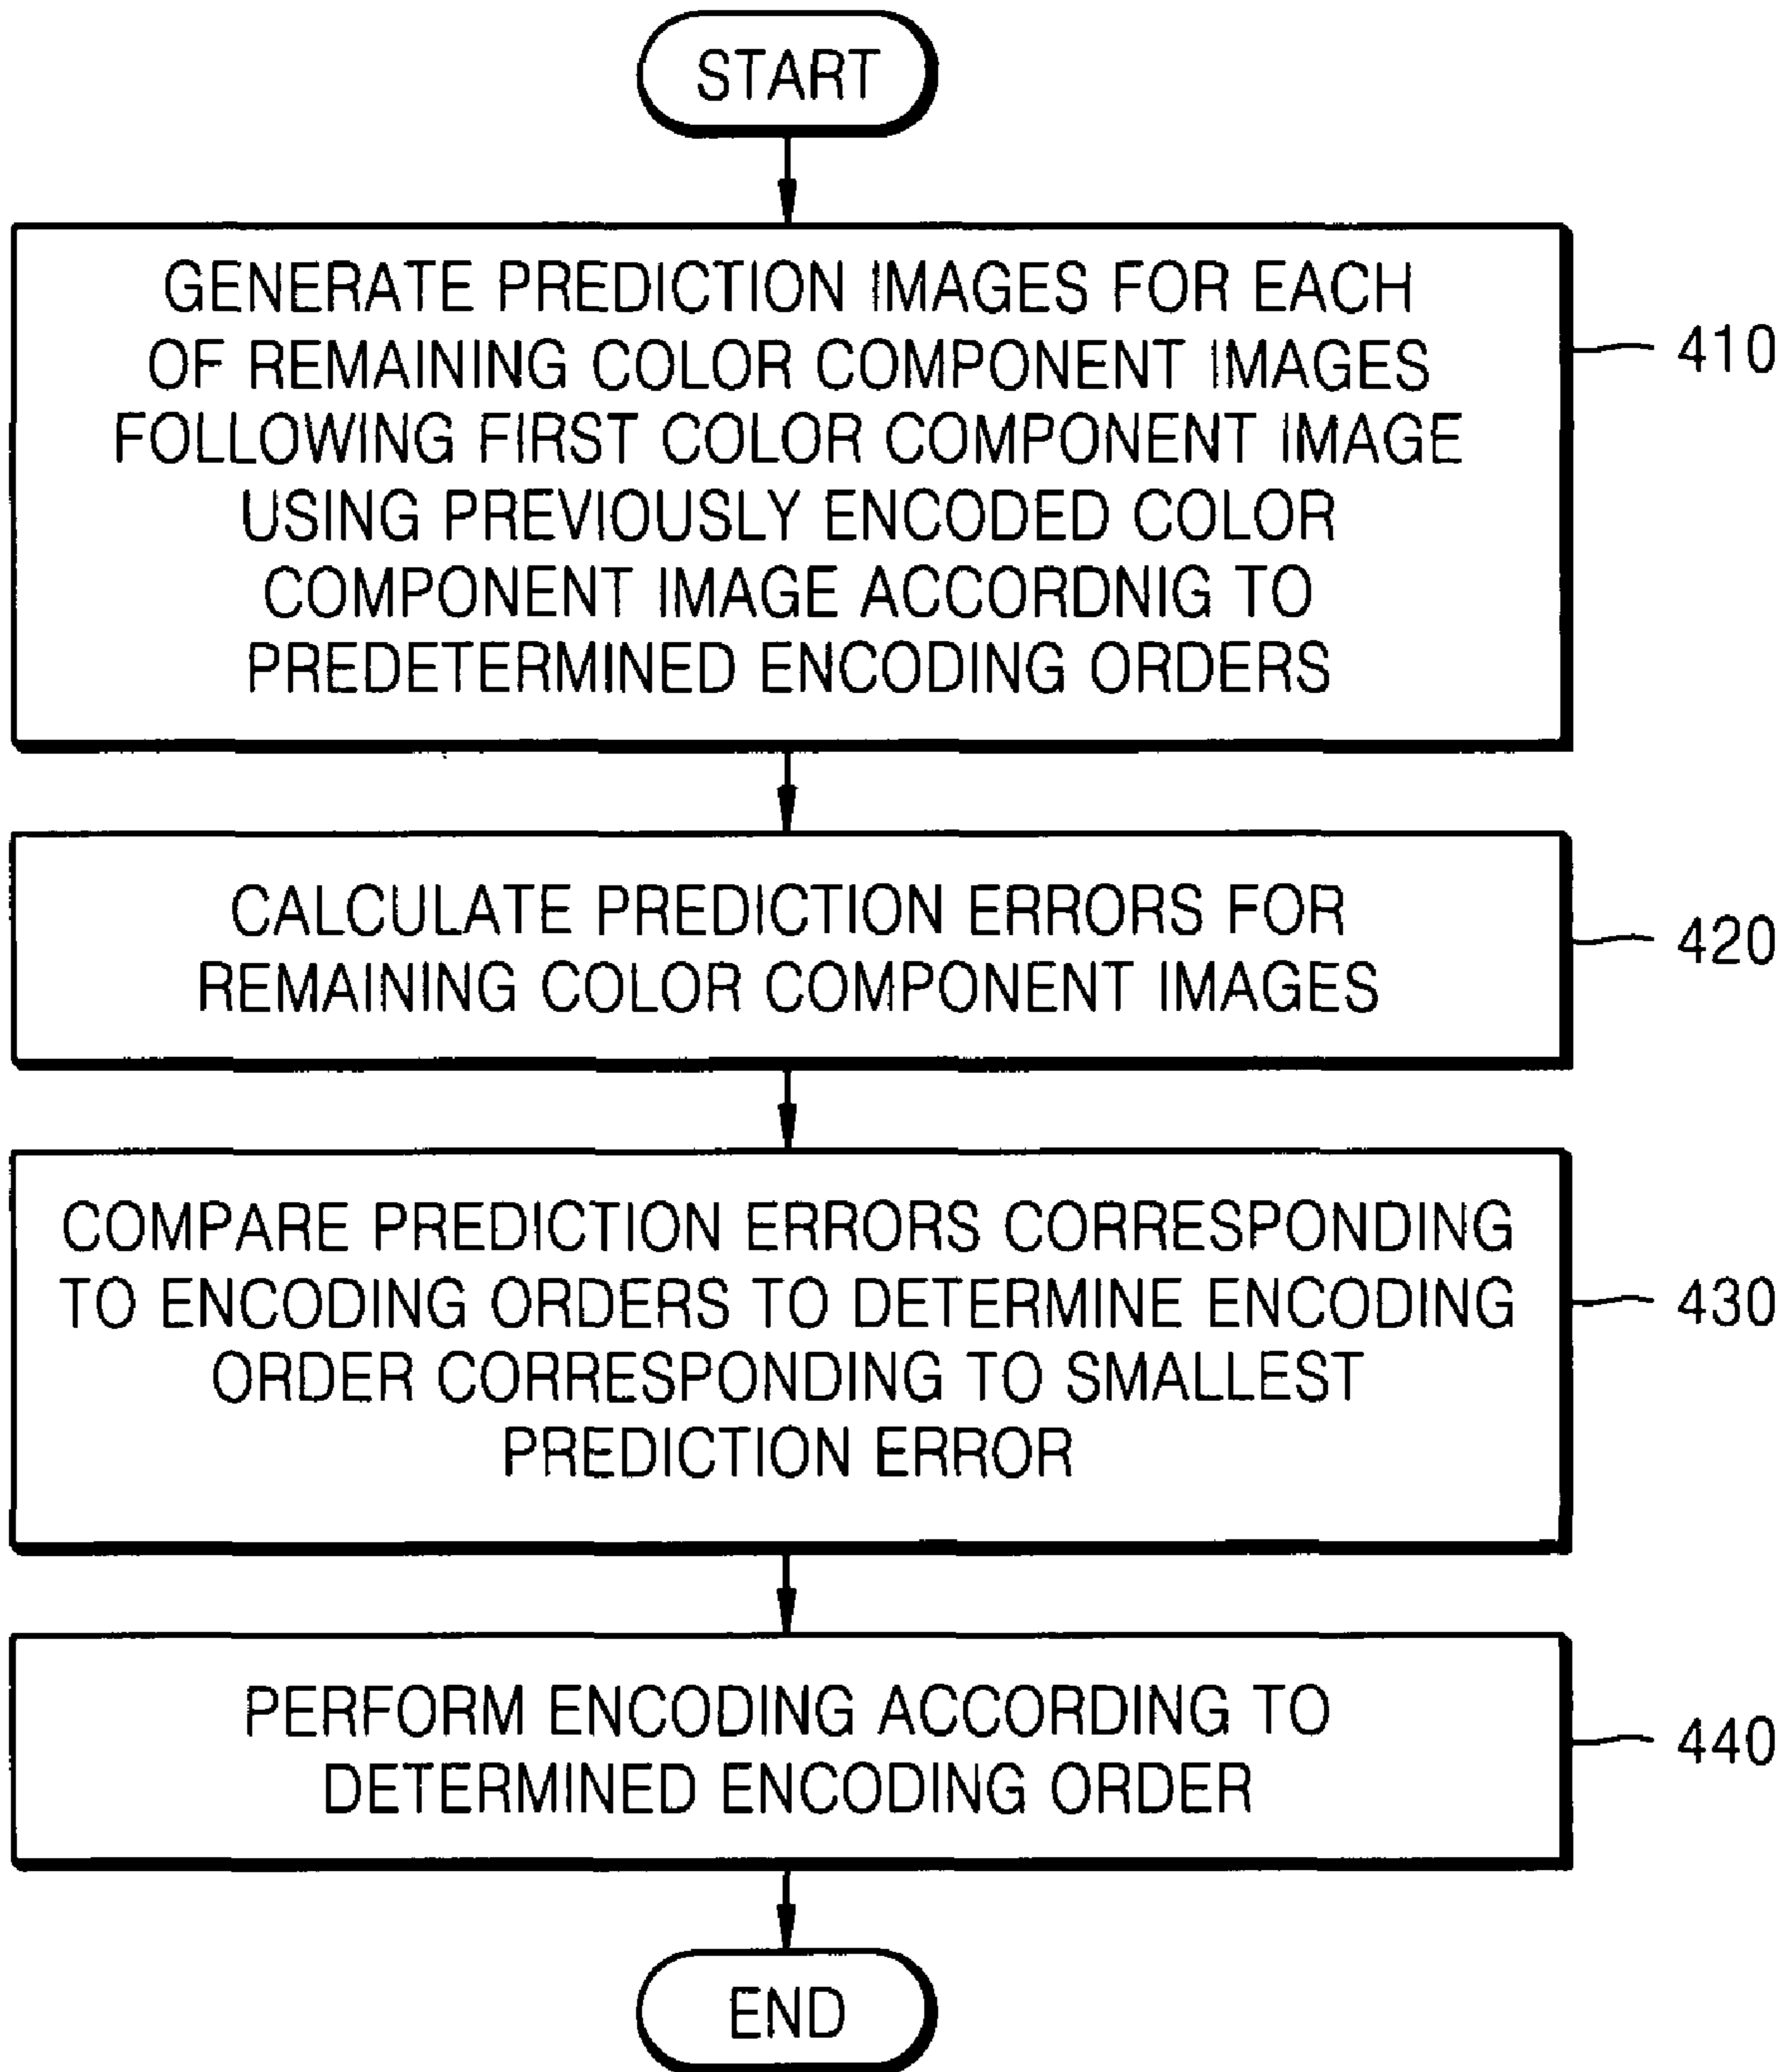 START
GENERATE PREDICTION IMAGES FOR EACH
OF REMAINING COLOR COMPONENT IMAGES
FOLLOWING FIRST COLOR COMPONENT IMAGE
USING PREVIOUSLY ENCODED COLOR
COMPONENT IMAGE ACCORDNIG TO
PREDETERMINED ENCODING ORDERS
410
CALCULATE PREDICTION ERRORS FOR
REMAINING COLOR COMPONENT IMAGES
420
COMPARE PREDICTION ERRORS CORRESPONDING
TO ENCODING ORDERS TO DETERMINE ENCODING
ORDER CORRESPONDING TO SMALLEST
PREDICTION ERROR
430
PERFORM ENCODING ACCORDING TO
DETERMINED ENCODING ORDER
440
END